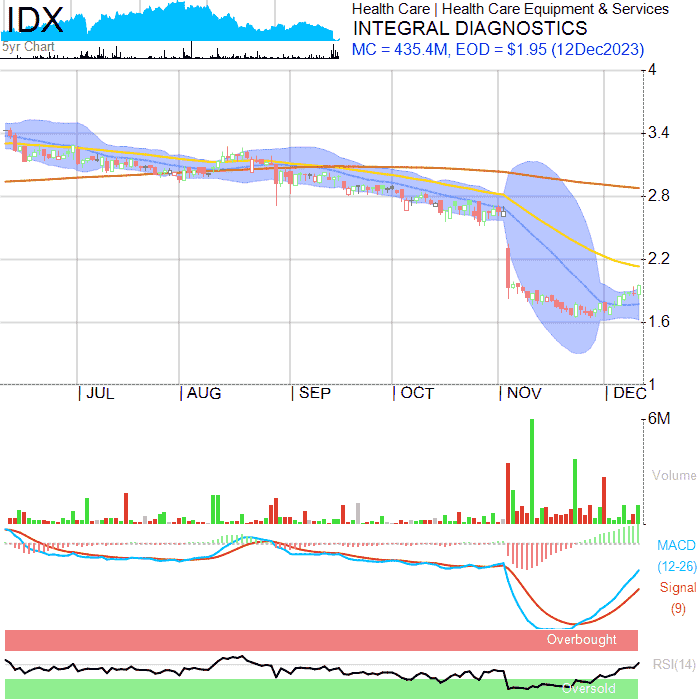 IDX
Health Care | Health Care Equipment & Services
INTEGRAL DIAGNOSTICS
5yr Chart
MC = 435.4M, EOD = $1.95 (12Dec2023)
4
3.4
2.8
2.2
1.6
1
| JUL | AUG | SEP | OCT | NOV | DEC
6M
Volume
MACD
(12-26)
Signal
(9)
Overbought
RSI(14)
Oversold